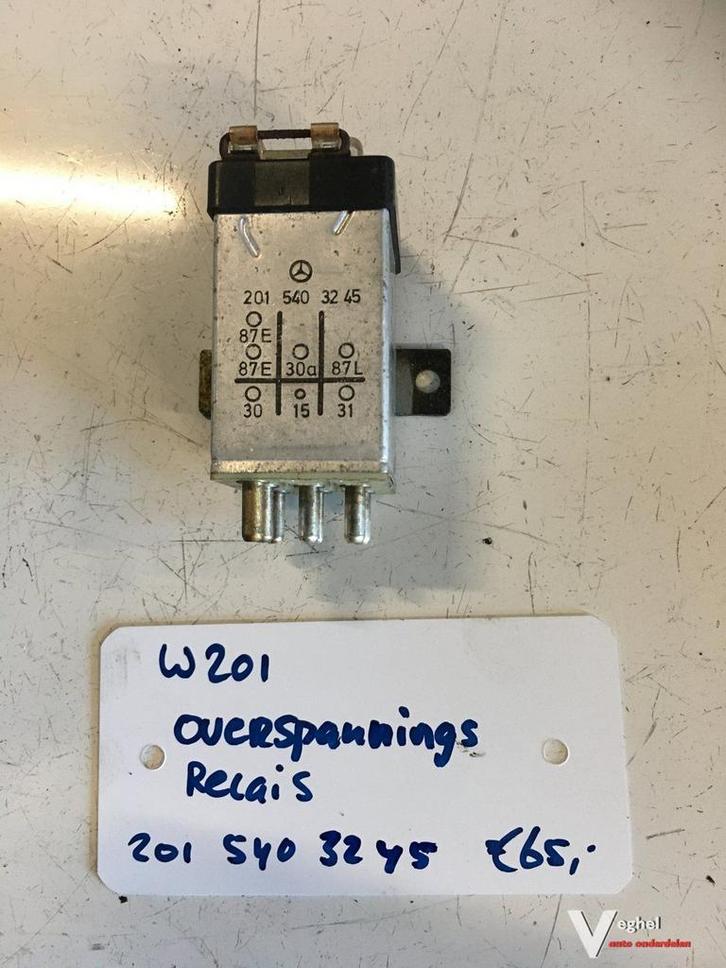 201 540 32 45
87E
87E 30a 87L
30 15 31
W201
overspannings
Relais
201 540 32 45 €65,-
Veghel
auto onderdelen